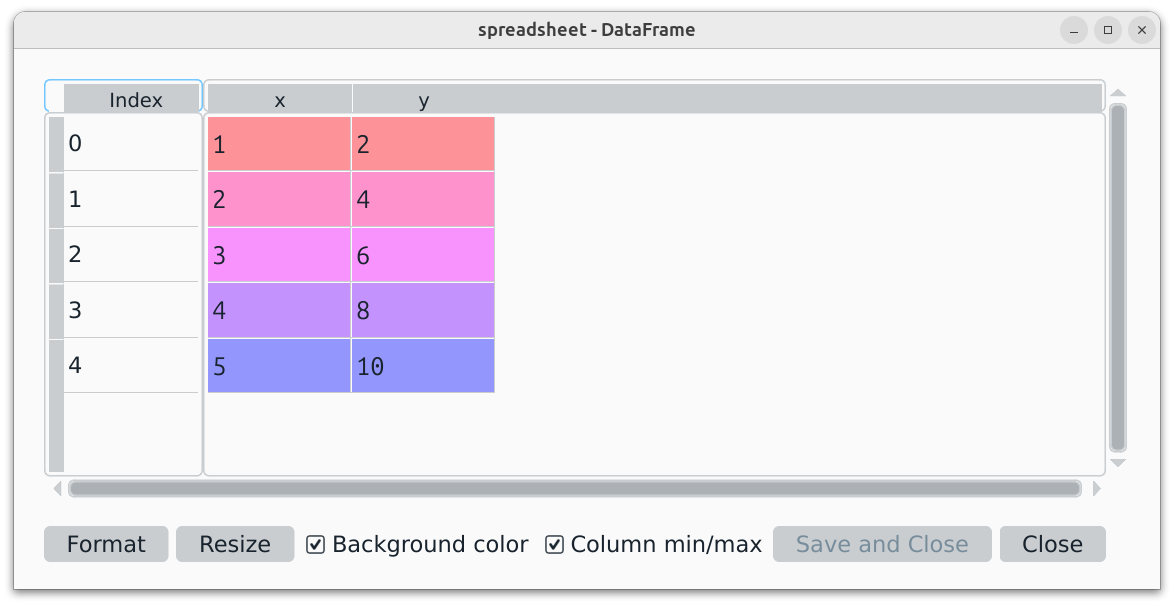 spreadsheet - DataFrame
Index x y
0 1 2
1 2 4
2 3 6
3 4 8
4 5 10
Format Resize Background color Column min/max Save and Close Close